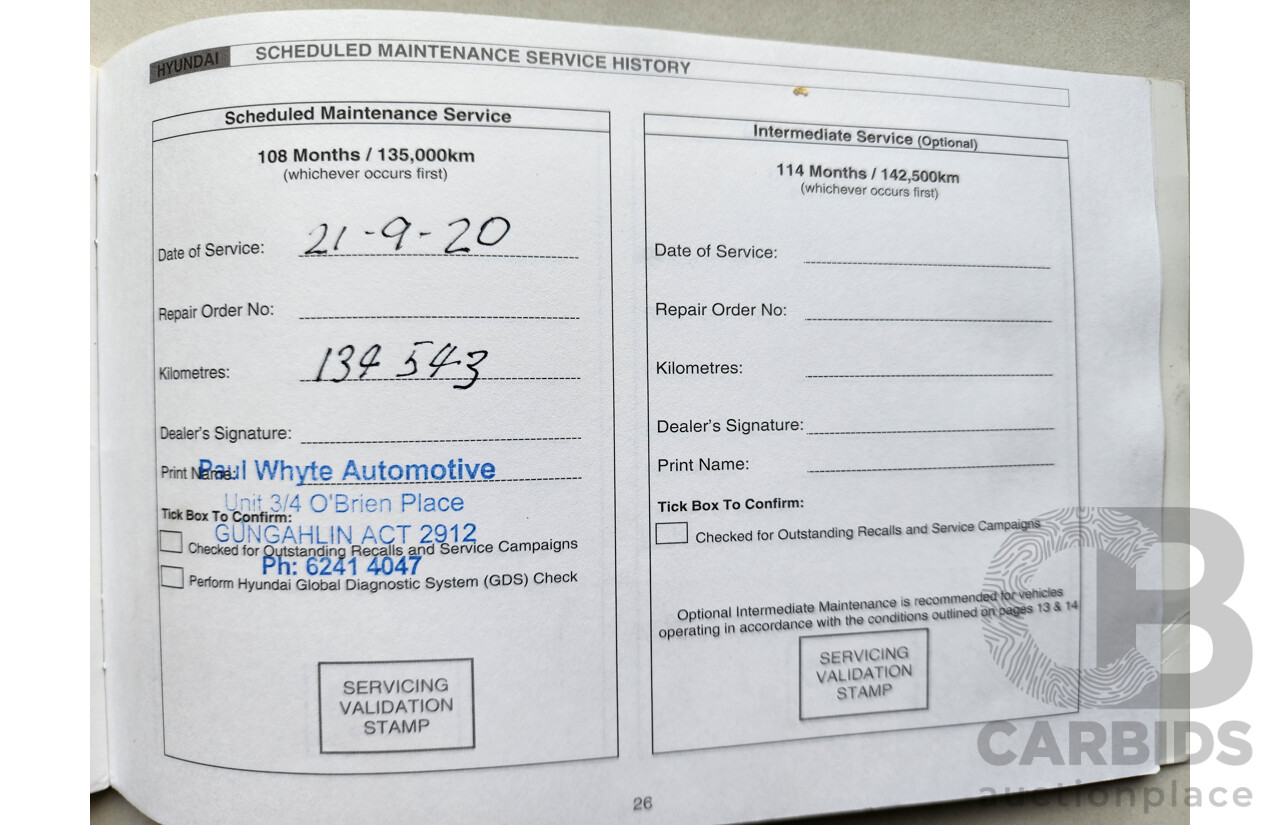 HYUNDAI SCHEDULED MAINTENANCE SERVICE HISTORY
Scheduled Maintenance Service
108 Months / 135,000km
(whichever occurs first)
Date of Service: 21-9-20
Repair Order No:
Kilometres: 134 543
Dealer's Signature:
Print Name:
Paul Whyte Automotive
Unit 3/4 O'Brien Place
Tick Box To Confirm:
GUNGAHLIN ACT 2912
Checked for Outstanding Recalls and Service Campaigns
Ph: 6241 4047
Perform Hyundai Global Diagnostic System (GDS) Check
SERVICING
VALIDATION
STAMP
Intermediate Service (Optional)
114 Months / 142,500km
(whichever occurs first)
Date of Service:
Repair Order No:
Kilometres:
Dealer's Signature:
Print Name:
Tick Box To Confirm:
Checked for Outstanding Recalls and Service Campaigns
Optional Intermediate Maintenance is recommended for vehicles
operating in accordance with the conditions outlined on pages 13 & 14
SERVICING
VALIDATION
STAMP
26
CB
CARBIDS
auctionplace